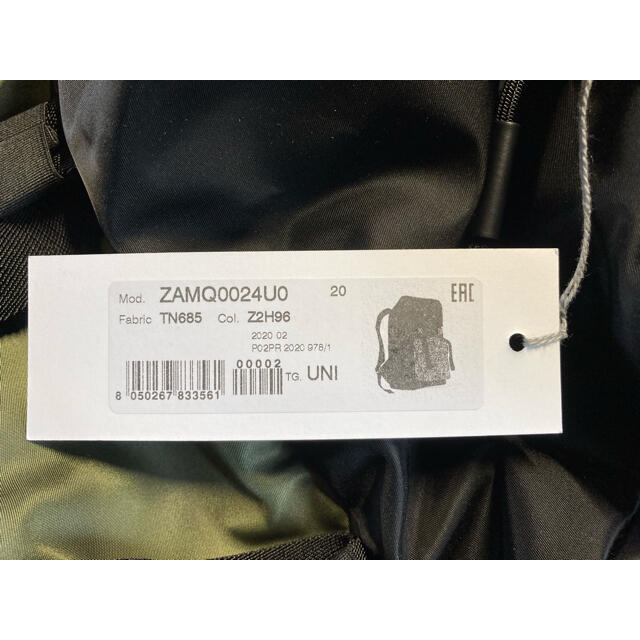 Mod. ZAMQ0024U0 20
Fabric TN685 Col. Z2H96
2020 02
P02PR 2020 978/1
00002
TG. UNI
8 050267 833561
EAC